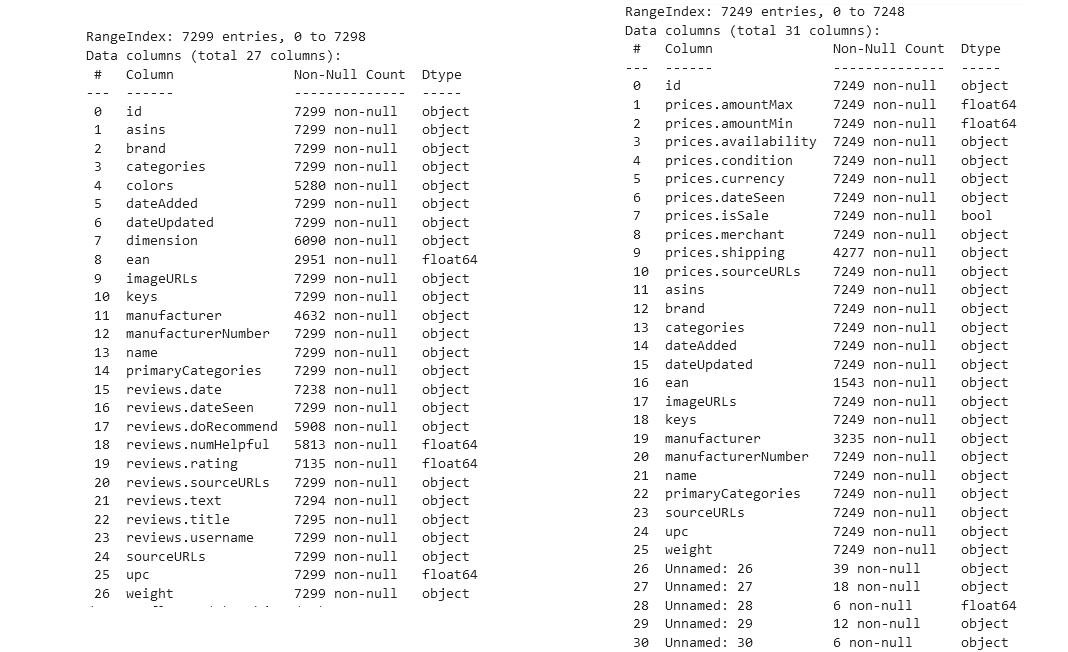 RangeIndex: 7299 entries, 0 to 7298
Data columns (total 27 columns):
# Column Non-Null Count Dtype
--- ------ -------------- -----
0 id 7299 non-null object
1 asins 7299 non-null object
2 brand 7299 non-null object
3 categories 7299 non-null object
4 colors 5280 non-null object
5 dateAdded 7299 non-null object
6 dateUpdated 7299 non-null object
7 dimension 6090 non-null object
8 ean 2951 non-null float64
9 imageURLs 7299 non-null object
10 keys 7299 non-null object
11 manufacturer 4632 non-null object
12 manufacturerNumber 7299 non-null object
13 name 7299 non-null object
14 primaryCategories 7299 non-null object
15 reviews.date 7238 non-null object
16 reviews.dateSeen 7299 non-null object
17 reviews.doRecommend 5908 non-null object
18 reviews.numHelpful 5813 non-null float64
19 reviews.rating 7135 non-null float64
20 reviews.sourceURLs 7299 non-null object
21 reviews.text 7294 non-null object
22 reviews.title 7295 non-null object
23 reviews.username 7299 non-null object
24 sourceURLs 7299 non-null object
25 upc 7299 non-null float64
26 weight 7299 non-null object
RangeIndex: 7249 entries, 0 to 7248
Data columns (total 31 columns):
# Column Non-Null Count Dtype
--- ------ -------------- -----
0 id 7249 non-null object
1 prices.amountMax 7249 non-null float64
2 prices.amountMin 7249 non-null float64
3 prices.availability 7249 non-null object
4 prices.condition 7249 non-null object
5 prices.currency 7249 non-null object
6 prices.dateSeen 7249 non-null object
7 prices.isSale 7249 non-null bool
8 prices.merchant 7249 non-null object
9 prices.shipping 4277 non-null object
10 prices.sourceURLs 7249 non-null object
11 asins 7249 non-null object
12 brand 7249 non-null object
13 categories 7249 non-null object
14 dateAdded 7249 non-null object
15 dateUpdated 7249 non-null object
16 ean 1543 non-null object
17 imageURLs 7249 non-null object
18 keys 7249 non-null object
19 manufacturer 3235 non-null object
20 manufacturerNumber 7249 non-null object
21 name 7249 non-null object
22 primaryCategories 7249 non-null object
23 sourceURLs 7249 non-null object
24 upc 7249 non-null object
25 weight 7249 non-null object
26 Unnamed: 26 39 non-null object
27 Unnamed: 27 18 non-null object
28 Unnamed: 28 6 non-null float64
29 Unnamed: 29 12 non-null object
30 Unnamed: 30 6 non-null object